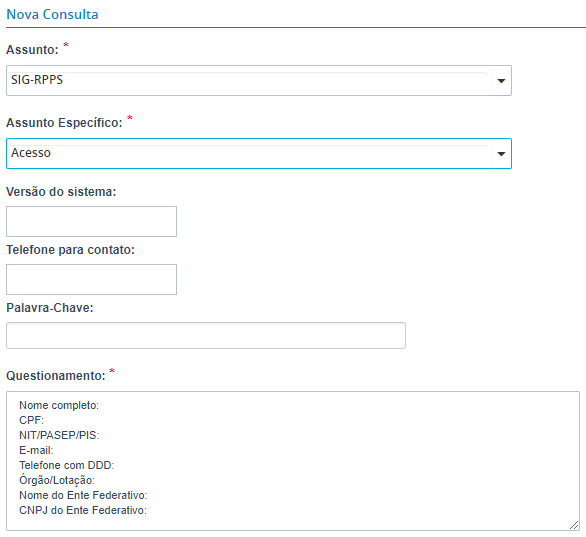 Nova Consulta
Assunto: *
SIG-RPPS
Assunto Específico: *
Acesso
Versão do sistema:
Telefone para contato:
Palavra-Chave:
Questionamento: *
Nome completo:
CPF:
NIT/PASEP/PIS:
E-mail:
Telefone com DDD:
Órgão/Lotação:
Nome do Ente Federativo:
CNPJ do Ente Federativo: